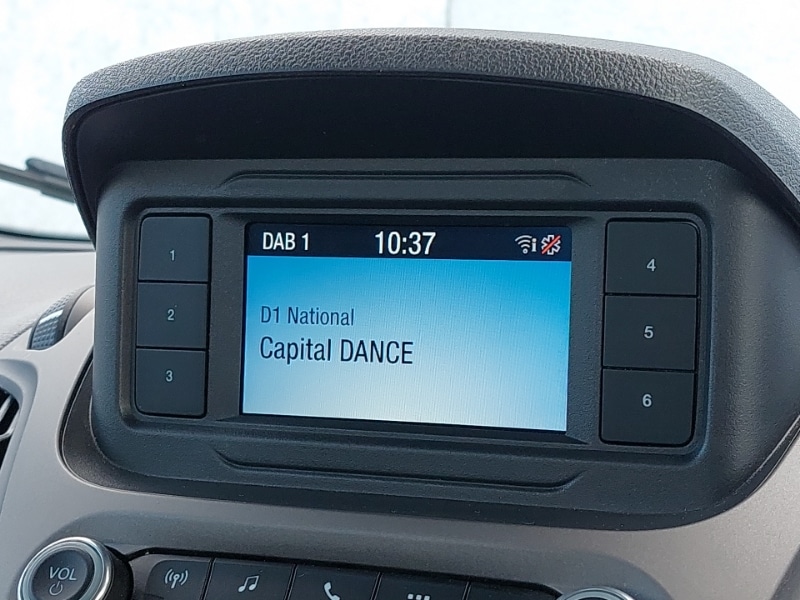 DAB 1 10:37 i
D1 National
Capital DANCE
1
2
3
4
5
6
VOL